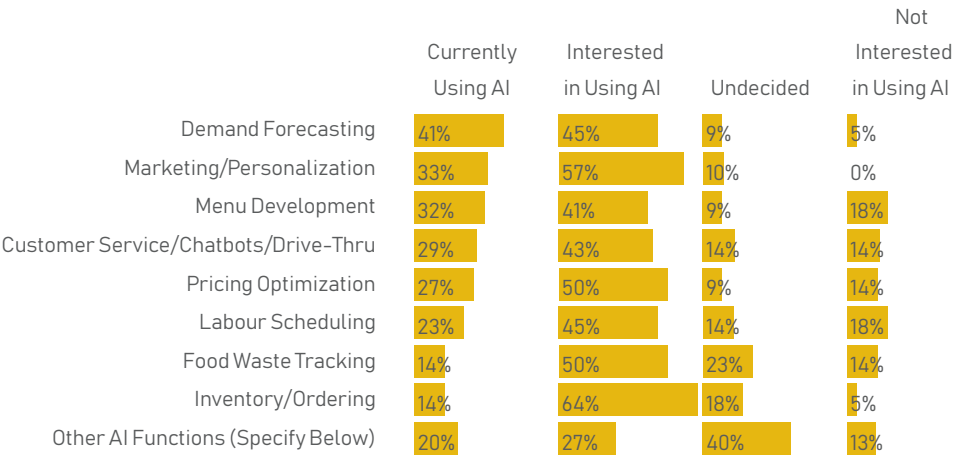 Not
Currently Interested Interested
Using AI in Using AI Undecided in Using AI
Demand Forecasting 41% 45% 9% 5%
Marketing/Personalization 33% 57% 10% 0%
Menu Development 32% 41% 9% 18%
Customer Service/Chatbots/Drive-Thru 29% 43% 14% 14%
Pricing Optimization 27% 50% 9% 14%
Labour Scheduling 23% 45% 14% 18%
Food Waste Tracking 14% 50% 23% 14%
Inventory/Ordering 14% 64% 18% 5%
Other AI Functions (Specify Below) 20% 27% 40% 13%